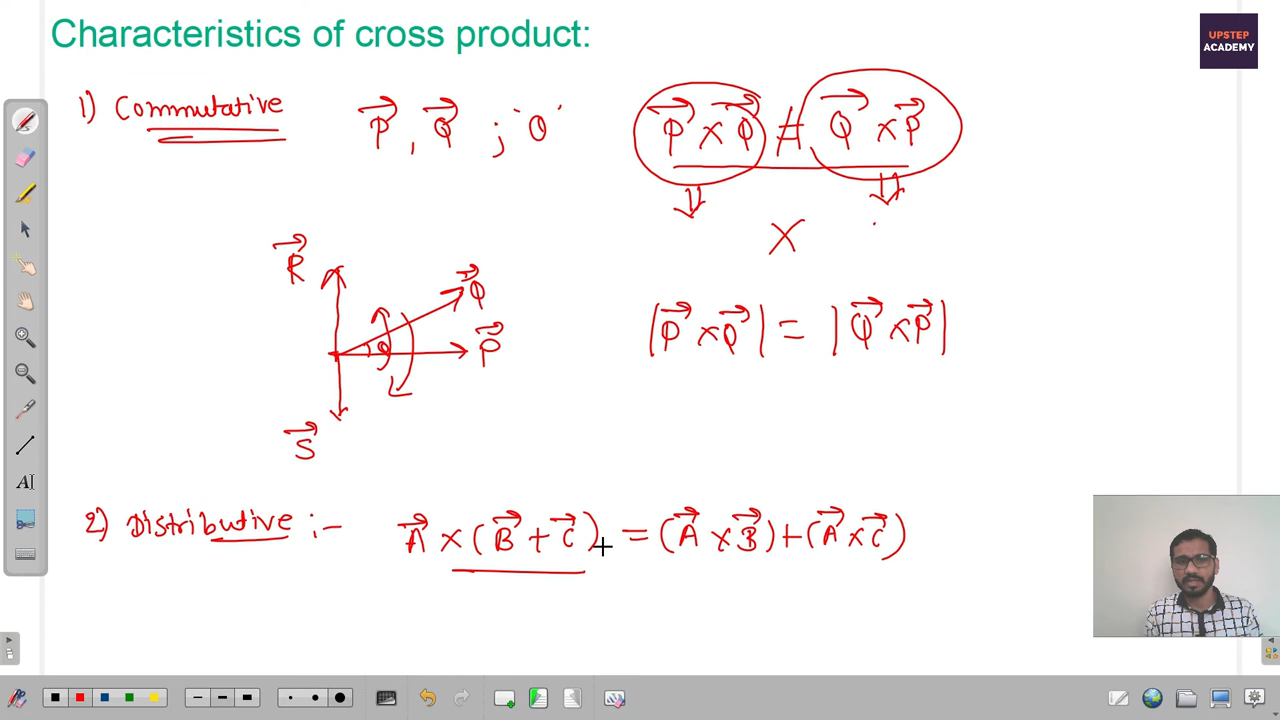 Characteristics of cross product:
UPSTEP
ACADEMY
1) Commutative P⃗ , Q⃗ ; 'θ' P⃗ × Q⃗ ≠ Q⃗ × P⃗
X
R⃗
Q⃗
θ
P⃗
|P⃗ × Q⃗| = |Q⃗ × P⃗|
S⃗
2) Distributive :- A⃗ × (B⃗ + C⃗) = (A⃗ × B⃗) + (A⃗ × C⃗)
A